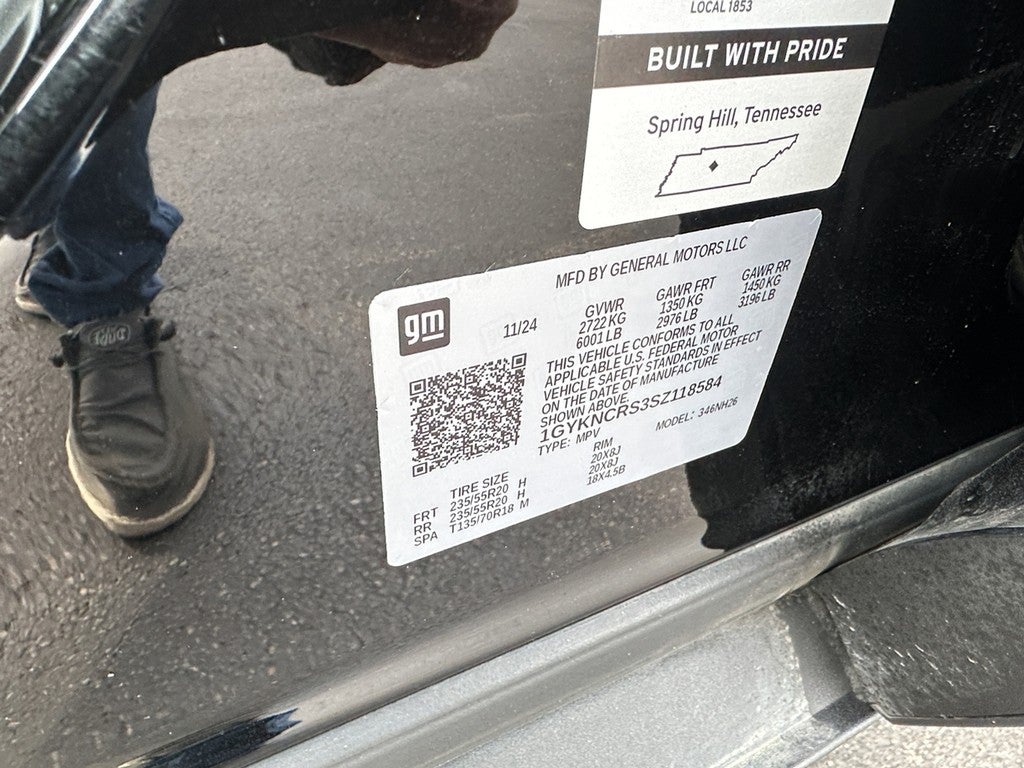 LOCAL 1853
BUILT WITH PRIDE
Spring Hill, Tennessee
MFD BY GENERAL MOTORS LLC
gm
11/24
GVWR
2722 KG
6001 LB
GAWR FRT
1350 KG
2976 LB
GAWR RR
1450 KG
3196 LB
THIS VEHICLE CONFORMS TO ALL
APPLICABLE U.S. FEDERAL MOTOR
VEHICLE SAFETY STANDARDS IN EFFECT
ON THE DATE OF MANUFACTURE
SHOWN ABOVE.
1GYKNCRS3SZ118584
TYPE: MPV
MODEL: 346NH26
TIRE SIZE RIM
FRT 235/55R20 H 20X8J
RR 235/55R20 H 20X8J
SPA T135/70R18 M 18X4.5B